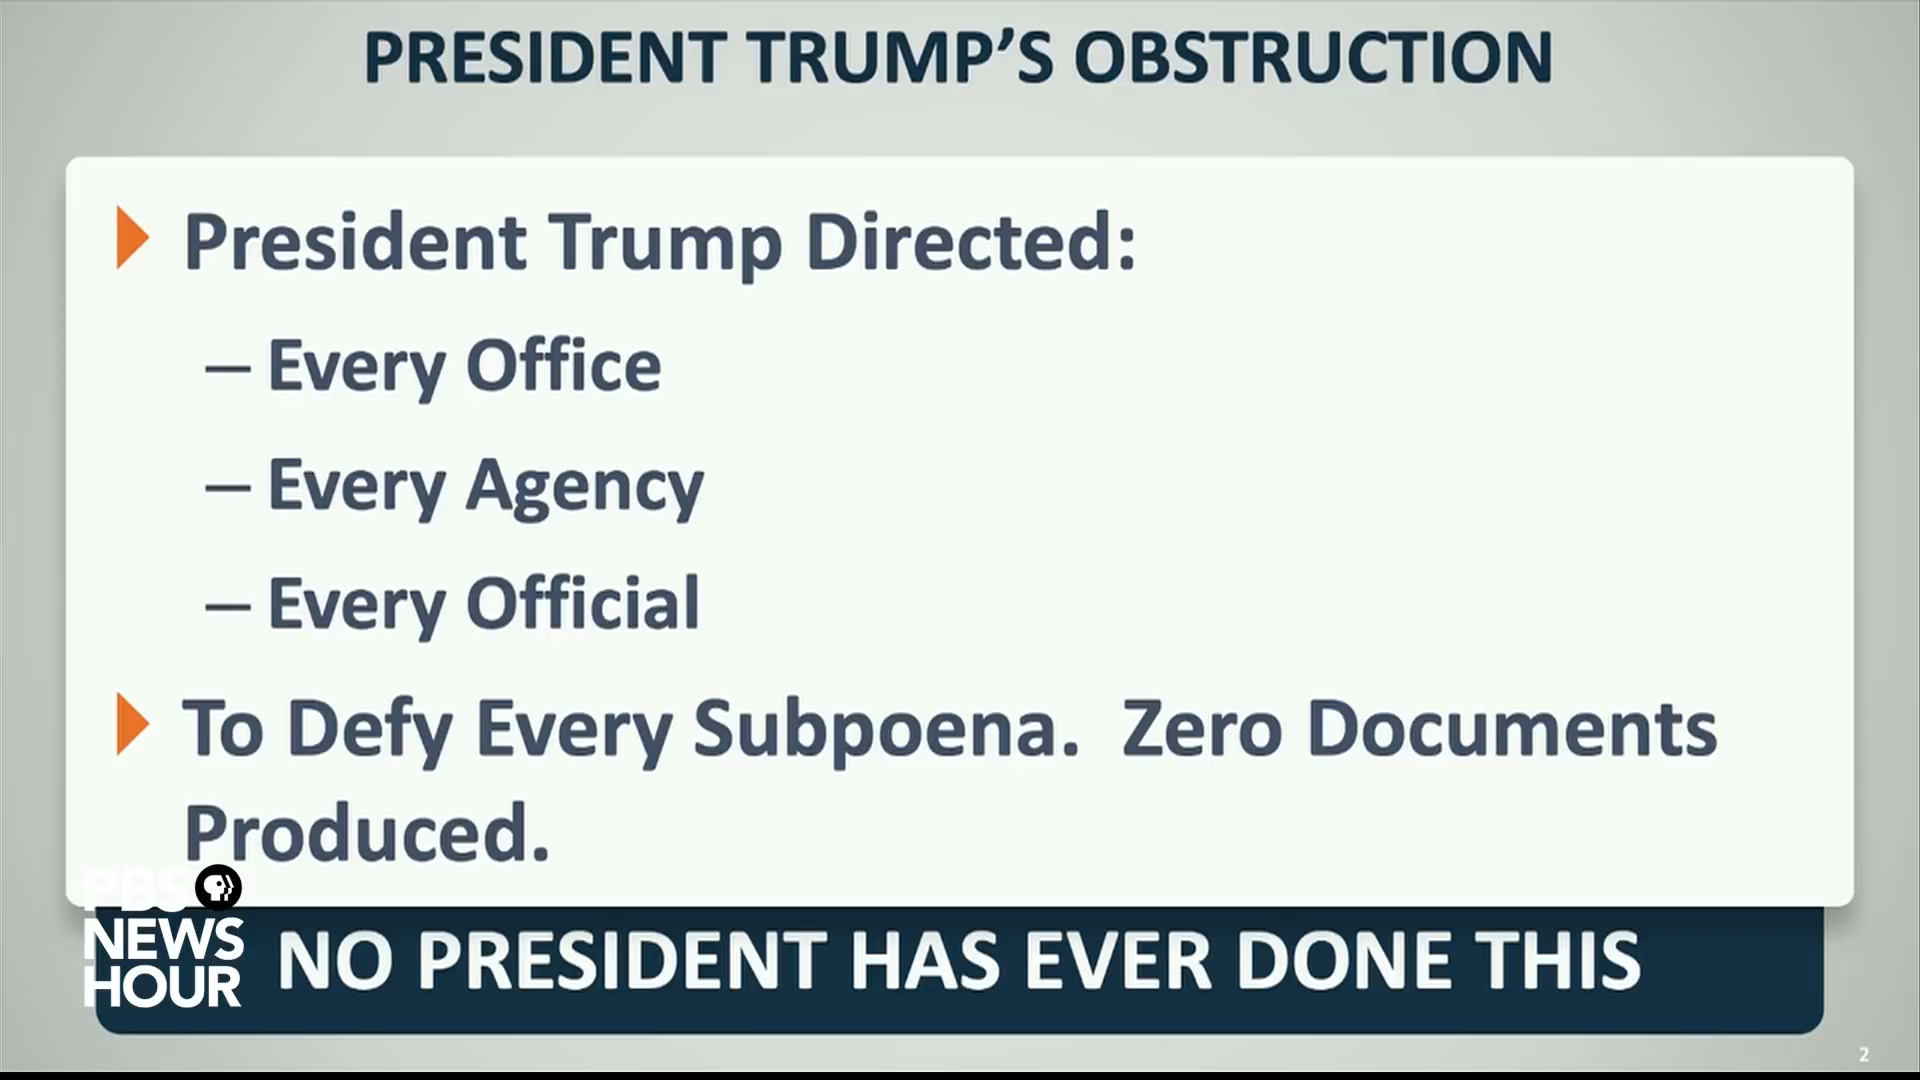 PRESIDENT TRUMP’S OBSTRUCTION
President Trump Directed:
– Every Office
– Every Agency
– Every Official
To Defy Every Subpoena.  Zero Documents
Produced.
PBS
NEWS
HOUR
NO PRESIDENT HAS EVER DONE THIS
2